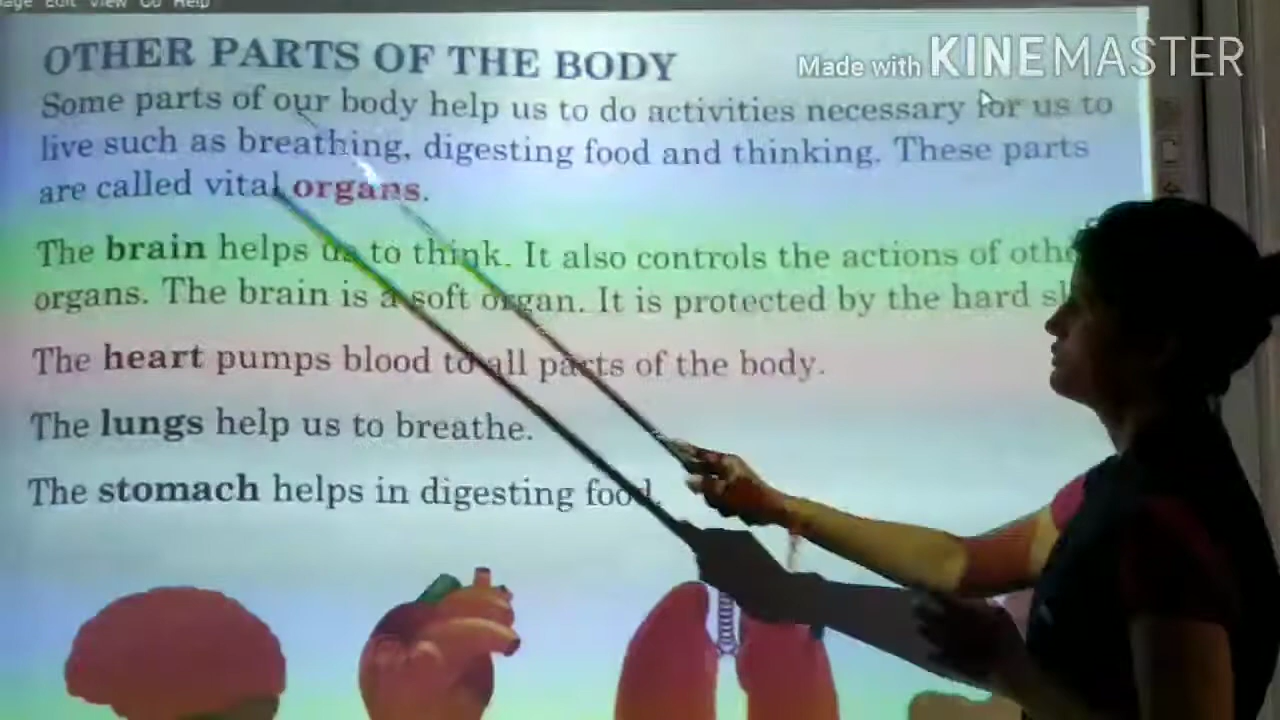 Edit View Go Help
OTHER PARTS OF THE BODY
Made with KINEMASTER
Some parts of our body help us to do activities necessary for us to
live such as breathing, digesting food and thinking. These parts
are called vital organs.
The brain helps us to think. It also controls the actions of
organs. The brain is a soft organ. It is protected by the hard
The heart pumps blood to all parts of the body.
The lungs help us to breathe.
The stomach helps in digesting food.